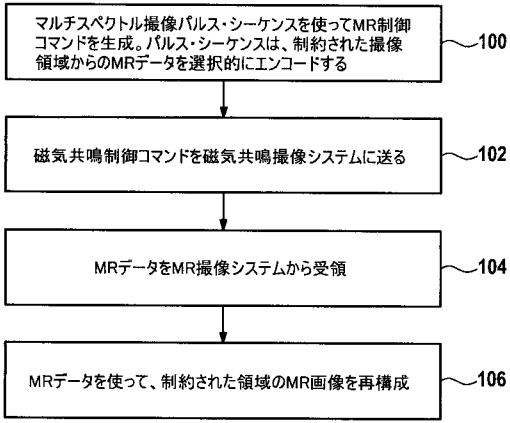 マルチスペクトル撮像パルス・シーケンスを使ってMR制御
コマンドを生成。パルス・シーケンスは、制約された撮像
領域からのMRデータを選択的にエンコードする
100
磁気共鳴制御コマンドを磁気共鳴撮像システムに送る
102
MRデータをMR撮像システムから受領
104
MRデータを使って、制約された領域のMR画像を再構成
106